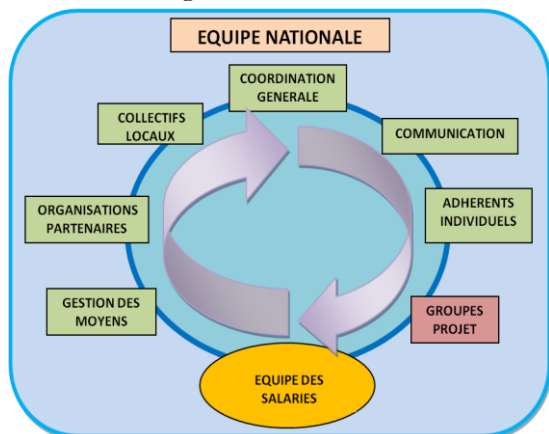 EQUIPE NATIONALE
COORDINATION
GENERALE
COLLECTIFS
LOCAUX
COMMUNICATION
ORGANISATIONS
PARTENAIRES
ADHERENTS
INDIVIDUELS
GESTION DES
MOYENS
GROUPES
PROJET
EQUIPE DES
SALARIES